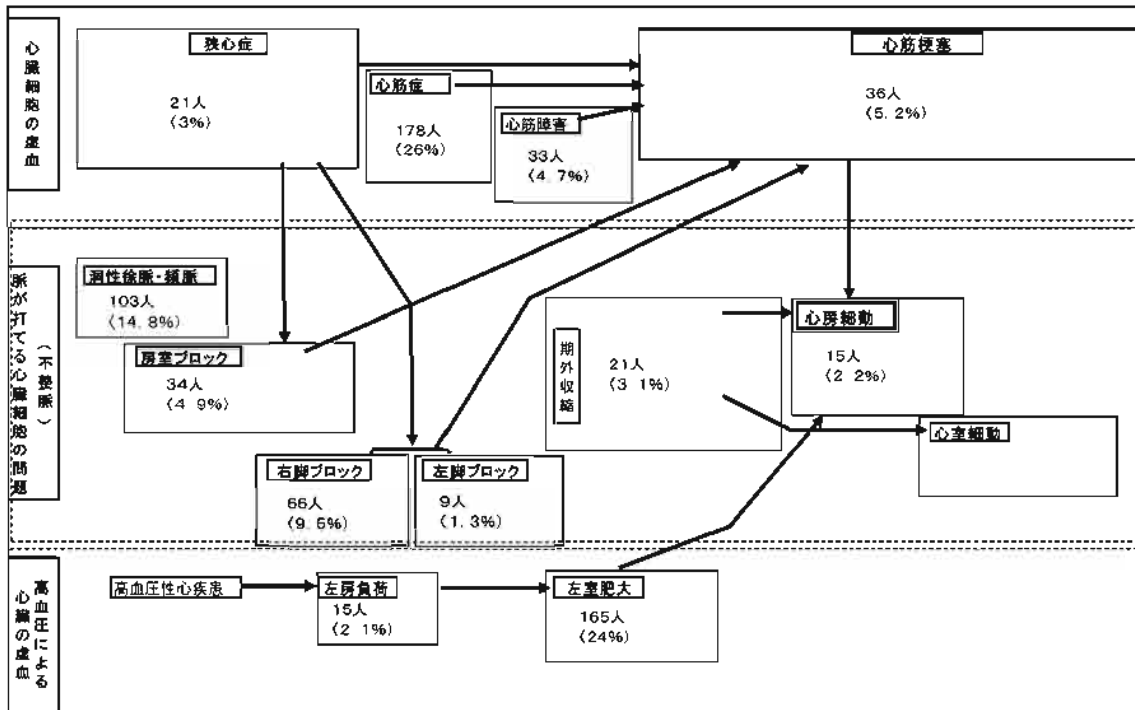 心臓細胞の虚血
狭心症
21人
(3%)
心筋症
178人
(26%)
心筋障害
33人
(4.7%)
心筋梗塞
36人
(5.2%)
脈が打てる心臓細胞の問題
(不整脈)
洞性徐脈・頻脈
103人
(14.8%)
房室ブロック
34人
(4 9%)
右脚ブロック
66人
(9.5%)
左脚ブロック
9人
(1.3%)
期外収縮
21人
(3 1%)
心房細動
15人
(2 2%)
心室細動
高血圧による
心臓の虚血
高血圧性心疾患
左房負荷
15人
(2 1%)
左室肥大
165人
(24%)